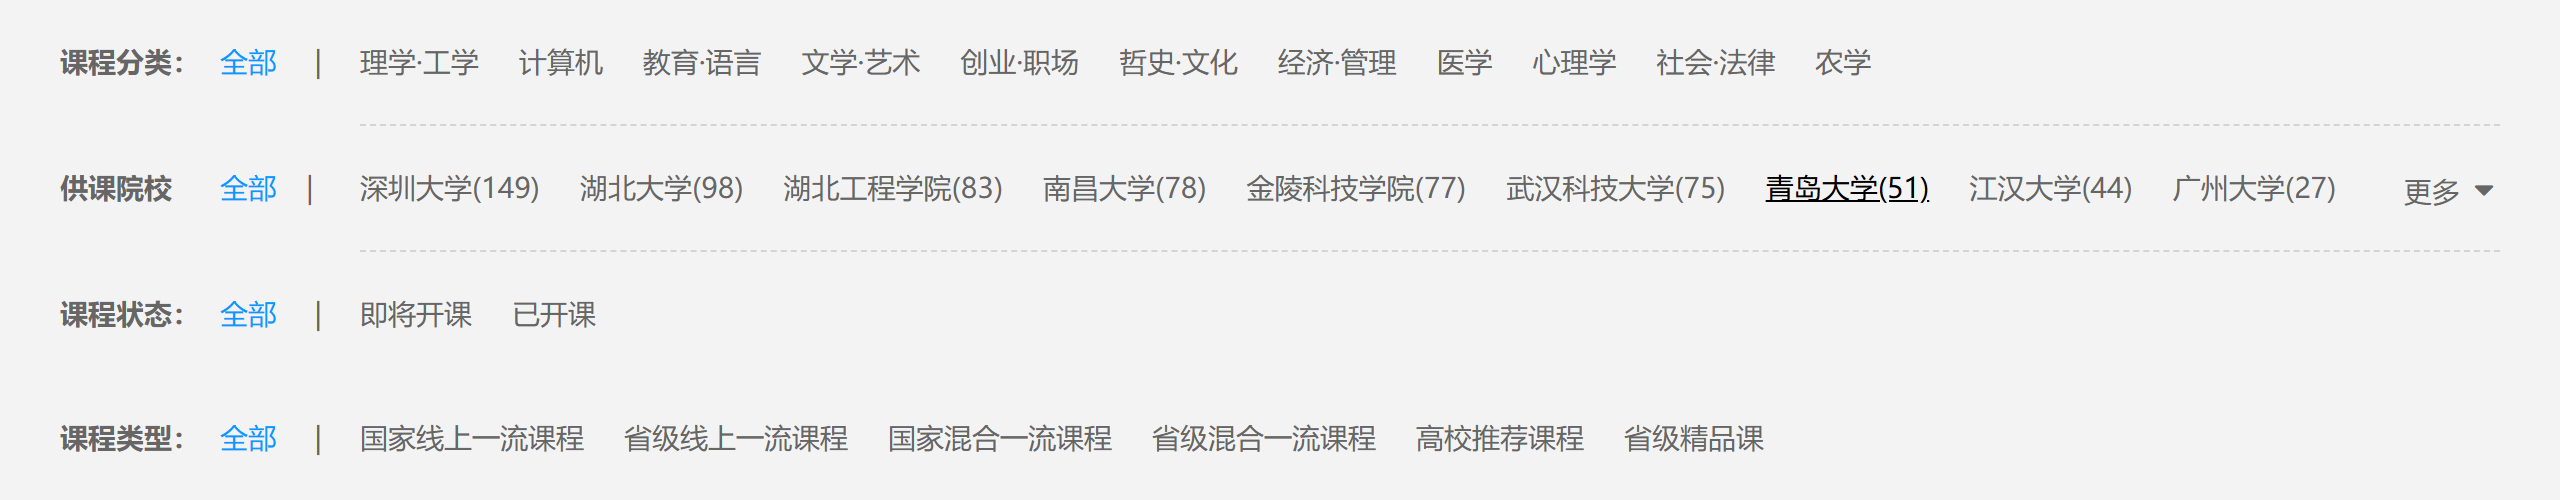 课程分类： 全部 | 理学·工学 计算机 教育·语言 文学·艺术 创业·职场 哲史·文化 经济·管理 医学 心理学 社会·法律 农学
供课院校 全部 | 深圳大学(149) 湖北大学(98) 湖北工程学院(83) 南昌大学(78) 金陵科技学院(77) 武汉科技大学(75) 青岛大学(51) 江汉大学(44) 广州大学(27) 更多
课程状态： 全部 | 即将开课 已开课
课程类型： 全部 | 国家线上一流课程 省级线上一流课程 国家混合一流课程 省级混合一流课程 高校推荐课程 省级精品课